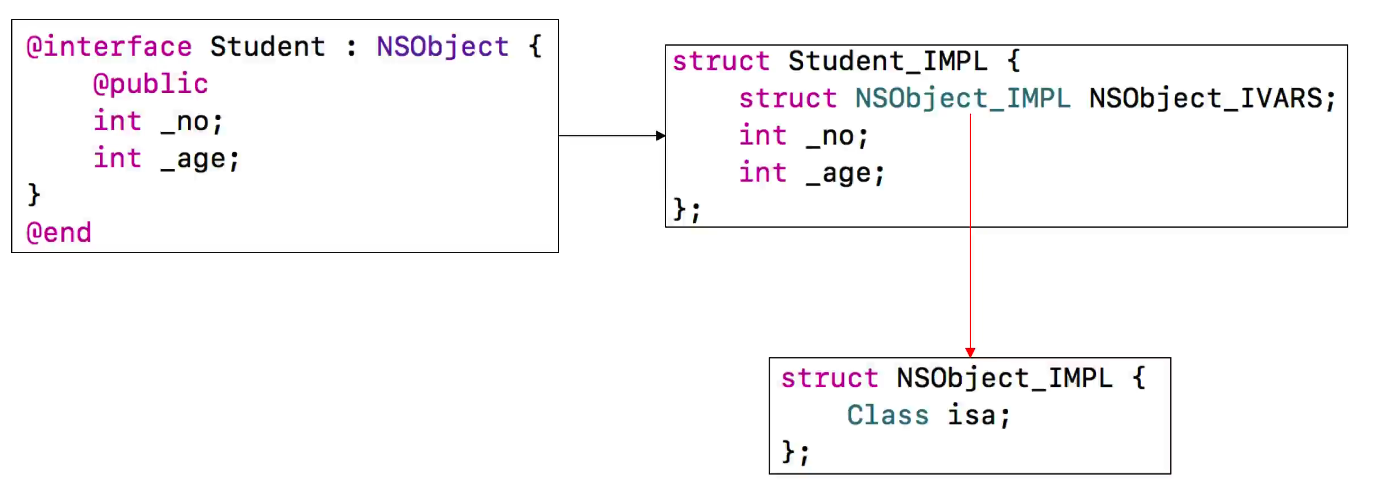 @interface Student : NSObject {
@public
int _no;
int _age;
}
@end
struct Student_IMPL {
struct NSObject_IMPL NSObject_IVARS;
int _no;
int _age;
};
struct NSObject_IMPL {
Class isa;
};